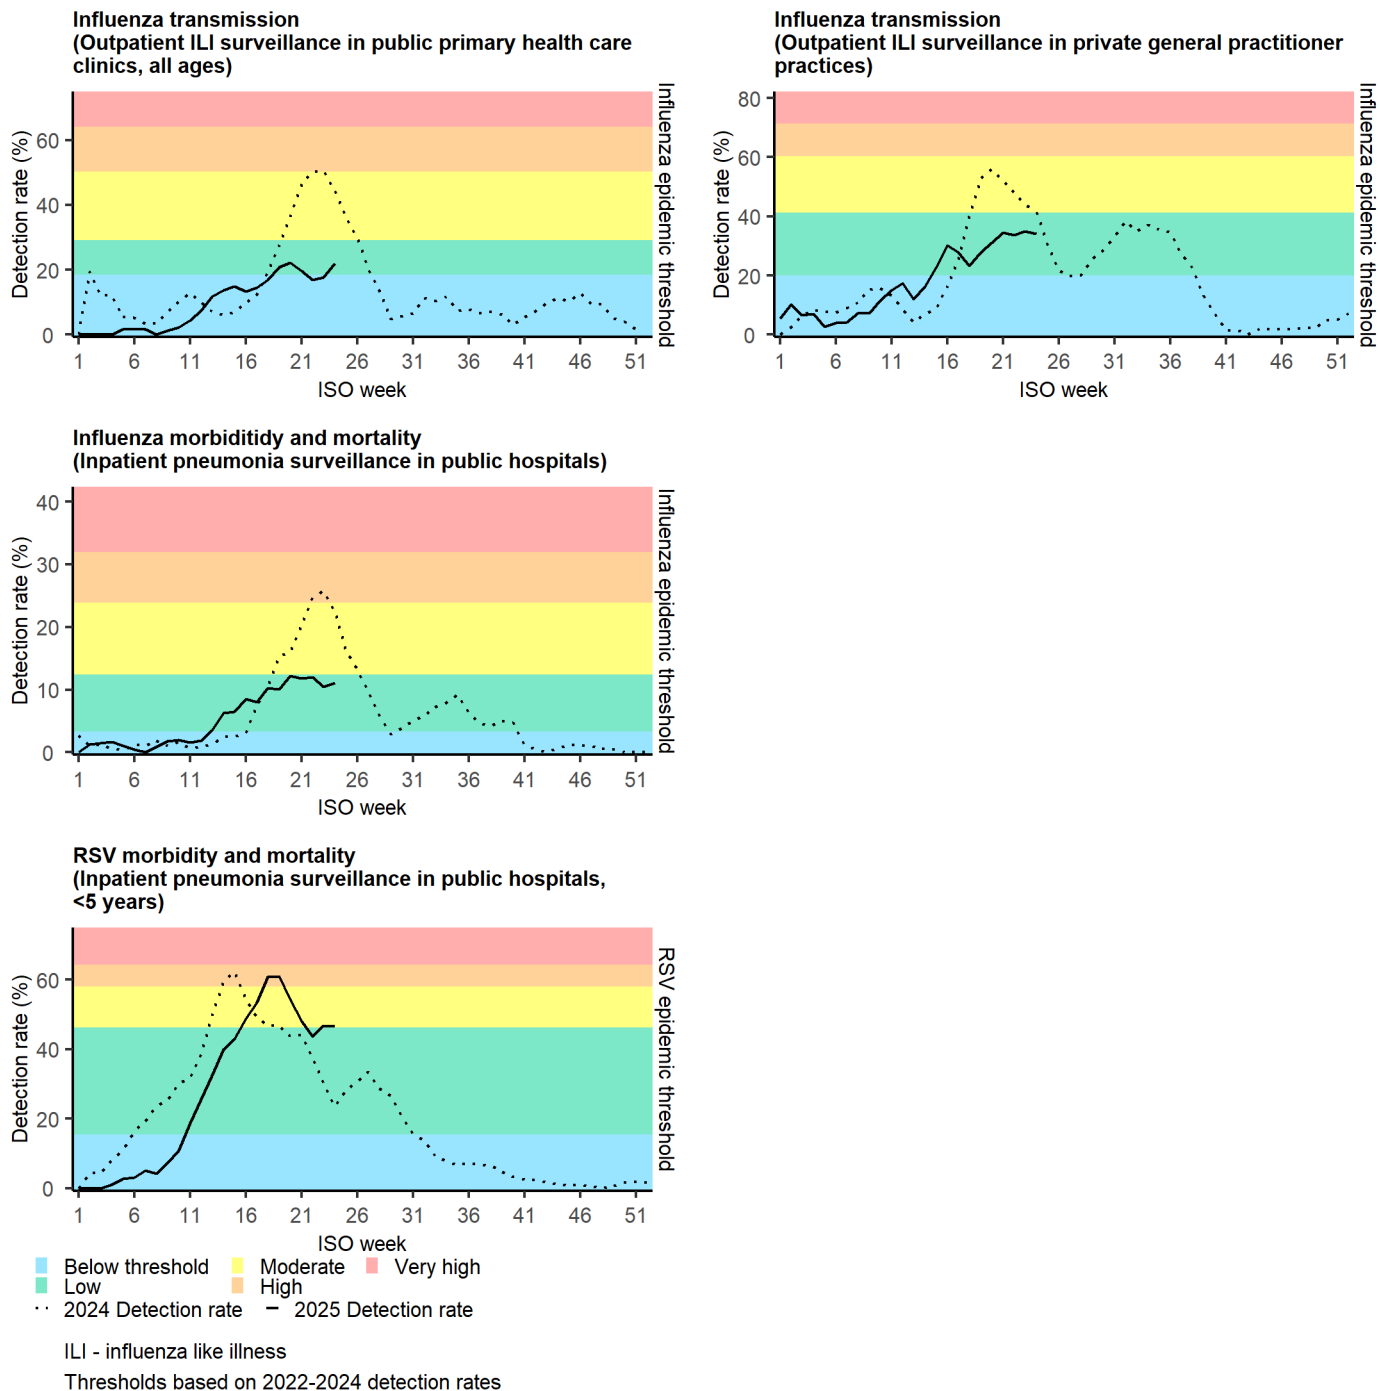 Influenza transmission
(Outpatient ILI surveillance in public primary health care
clinics, all ages)
Detection rate (%)
60
40
20
0
1 6 11 16 21 26 31 36 41 46 51
ISO week
Influenza epidemic threshold
Influenza transmission
(Outpatient ILI surveillance in private general practitioner
practices)
Detection rate (%)
80
60
40
20
0
1 6 11 16 21 26 31 36 41 46 51
ISO week
Influenza epidemic threshold
Influenza morbiditidy and mortality
(Inpatient pneumonia surveillance in public hospitals)
Detection rate (%)
40
30
20
10
0
1 6 11 16 21 26 31 36 41 46 51
ISO week
Influenza epidemic threshold
RSV morbidity and mortality
(Inpatient pneumonia surveillance in public hospitals,
<5 years)
Detection rate (%)
60
40
20
0
1 6 11 16 21 26 31 36 41 46 51
ISO week
RSV epidemic threshold
Below threshold Moderate Very high
Low High
2024 Detection rate 2025 Detection rate
ILI - influenza like illness
Thresholds based on 2022-2024 detection rates